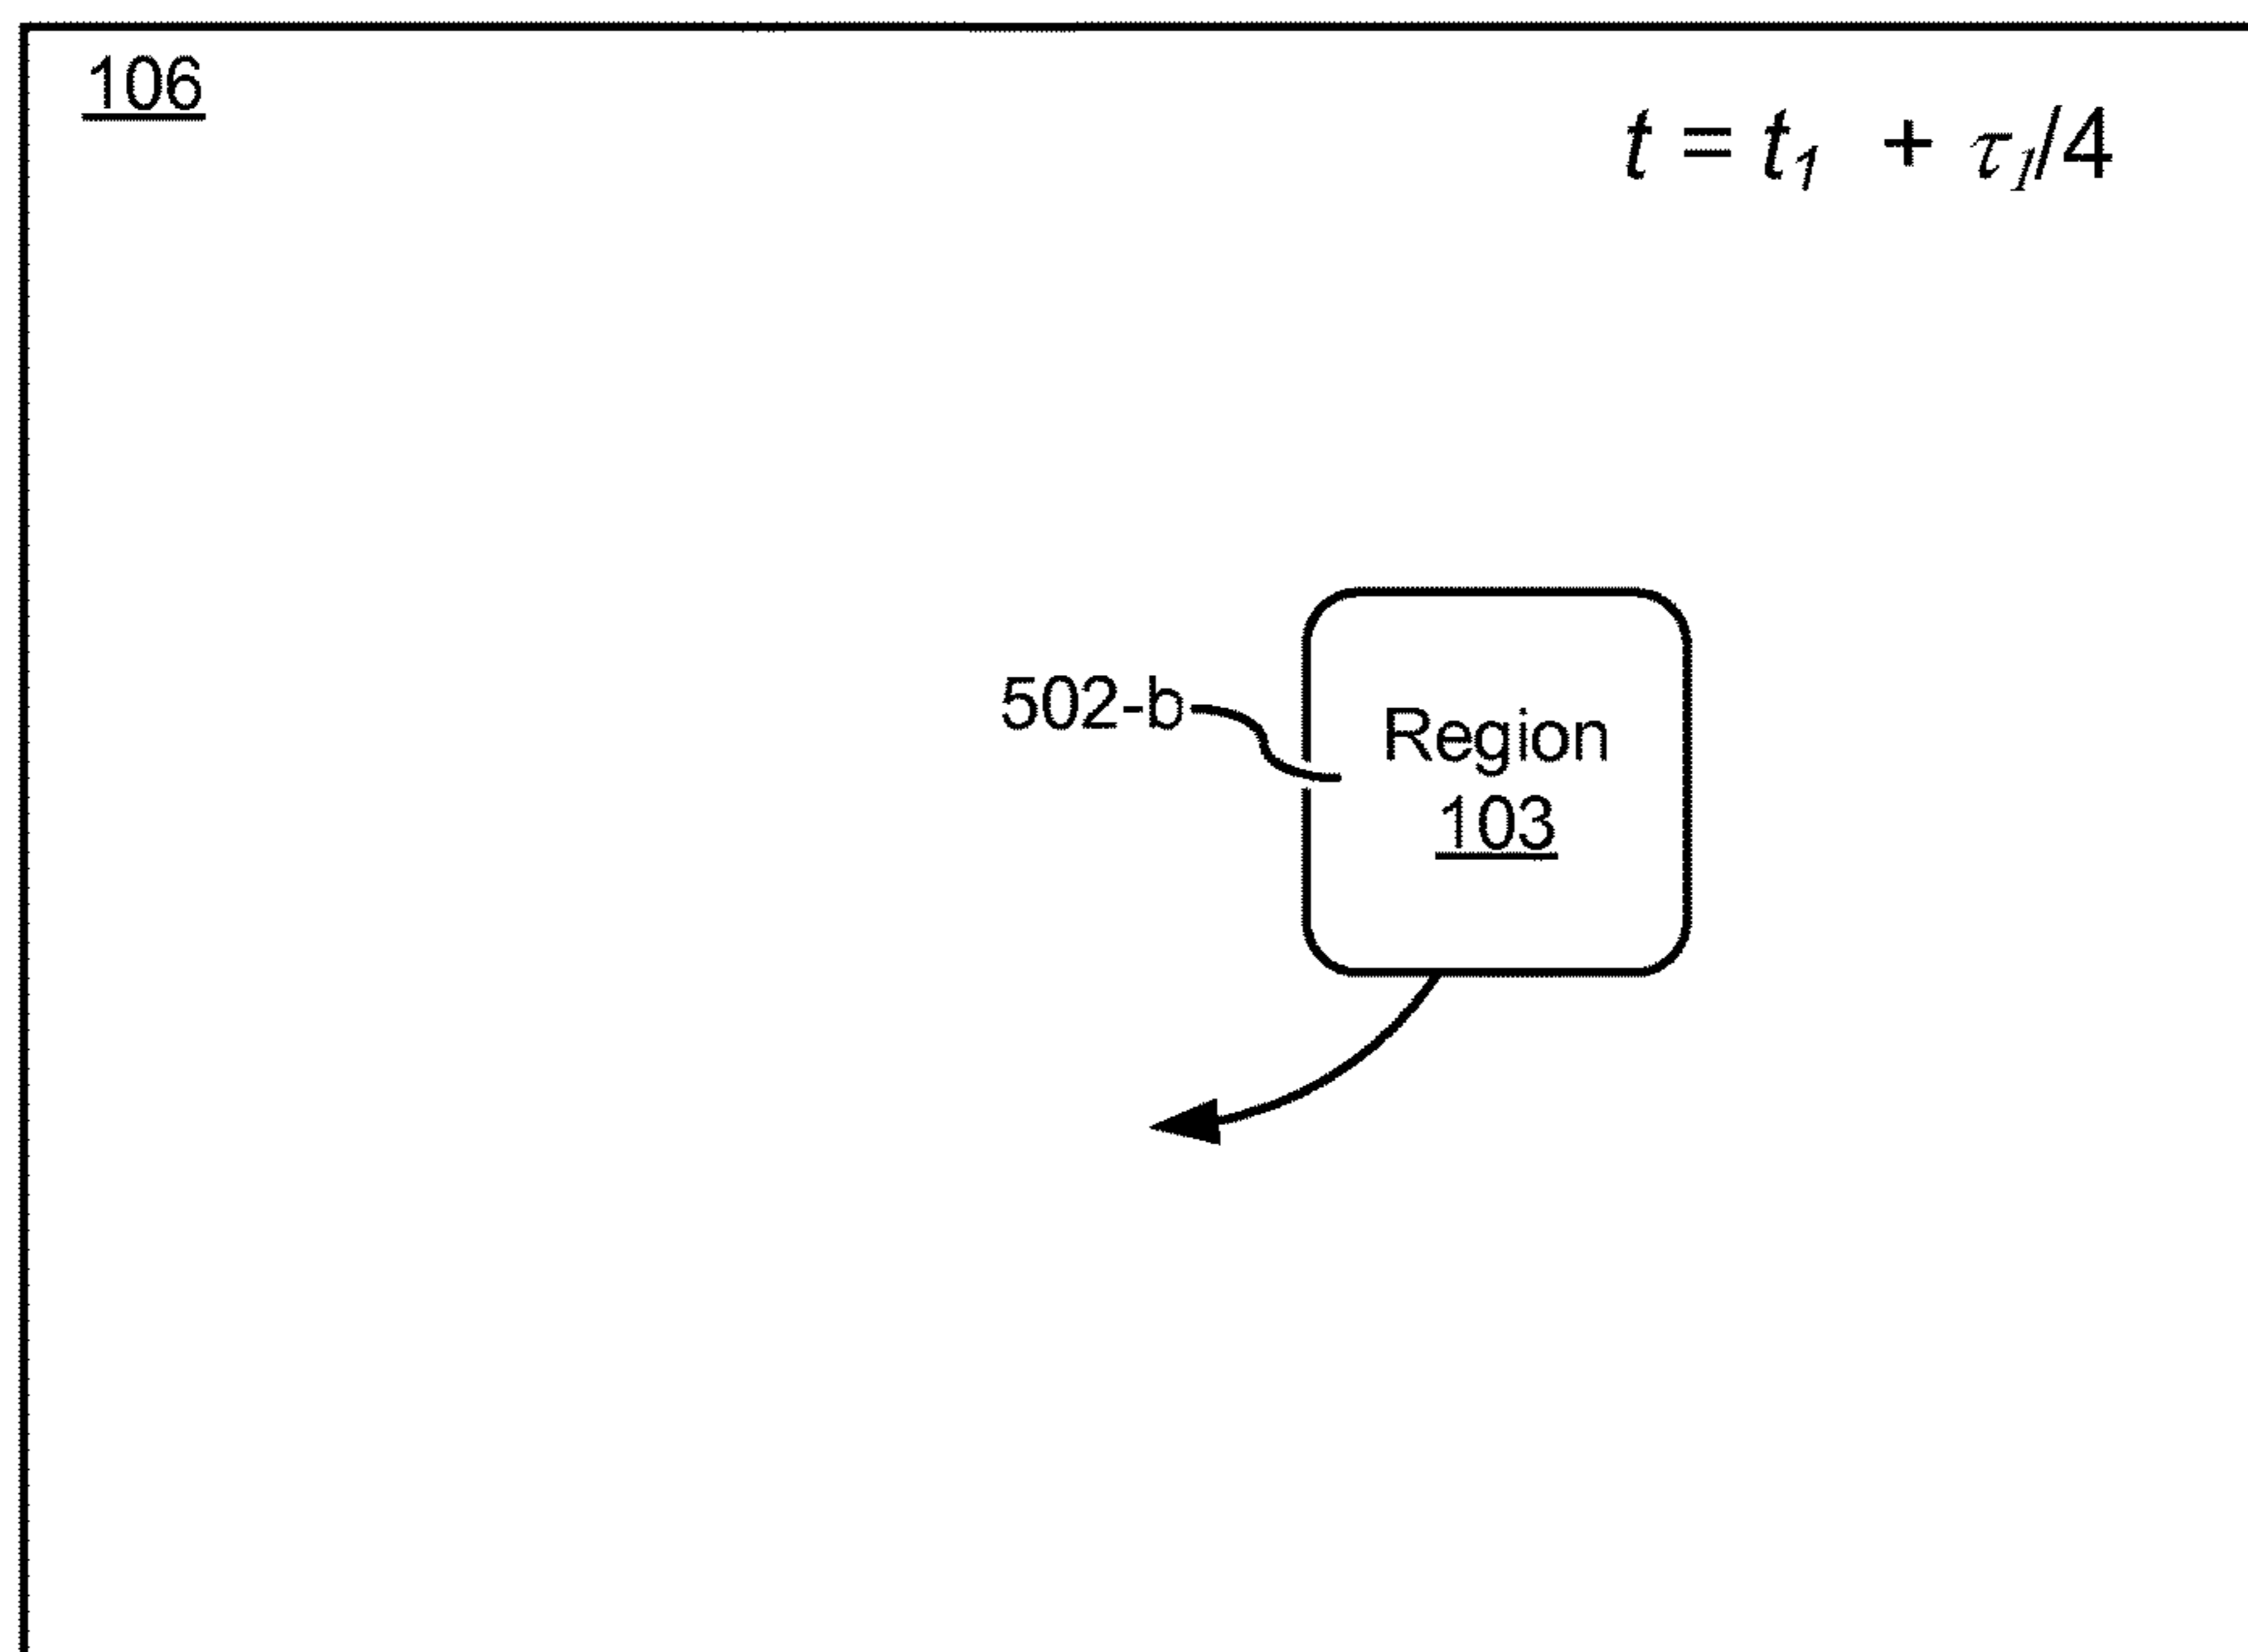 106
t = t₁ + τ₁/4
502-b
Region
103